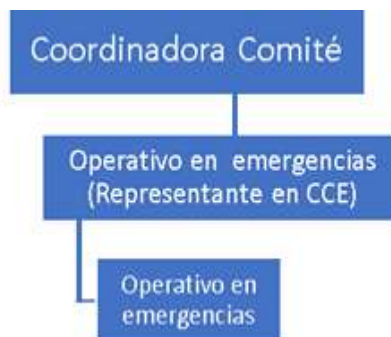 Coordinadora Comité
Operativo en emergencias
(Representante en CCE)
Operativo en
emergencias